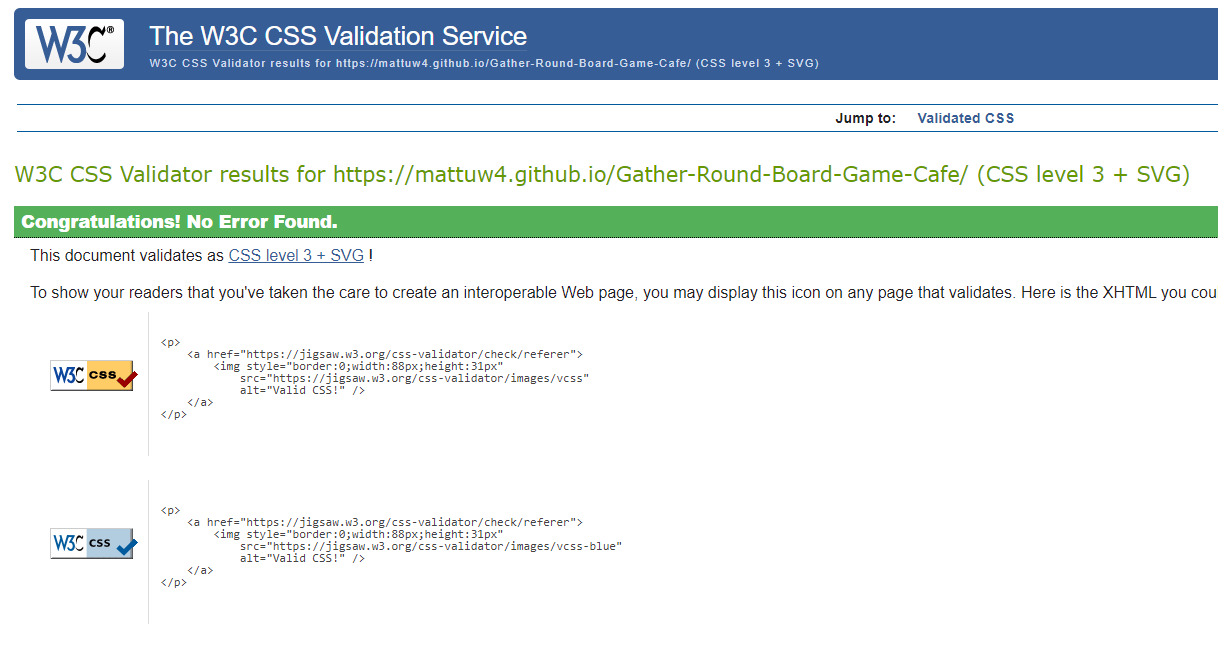 W3C®
The W3C CSS Validation Service
W3C CSS Validator results for https://mattuw4.github.io/Gather-Round-Board-Game-Cafe/ (CSS level 3 + SVG)
Jump to: Validated CSS
W3C CSS Validator results for https://mattuw4.github.io/Gather-Round-Board-Game-Cafe/ (CSS level 3 + SVG)
Congratulations! No Error Found.
This document validates as CSS level 3 + SVG !
To show your readers that you've taken the care to create an interoperable Web page, you may display this icon on any page that validates. Here is the XHTML you cou
<p>
<a href="https://jigsaw.w3.org/css-validator/check/referer">
<img style="border:0;width:88px;height:31px"
W3C css
src="https://jigsaw.w3.org/css-validator/images/vcss"
alt="Valid CSS!" />
</a>
</p>
<p>
<a href="https://jigsaw.w3.org/css-validator/check/referer">
<img style="border:0;width:88px;height:31px"
W3C css
src="https://jigsaw.w3.org/css-validator/images/vcss-blue"
alt="Valid CSS!" />
</a>
</p>